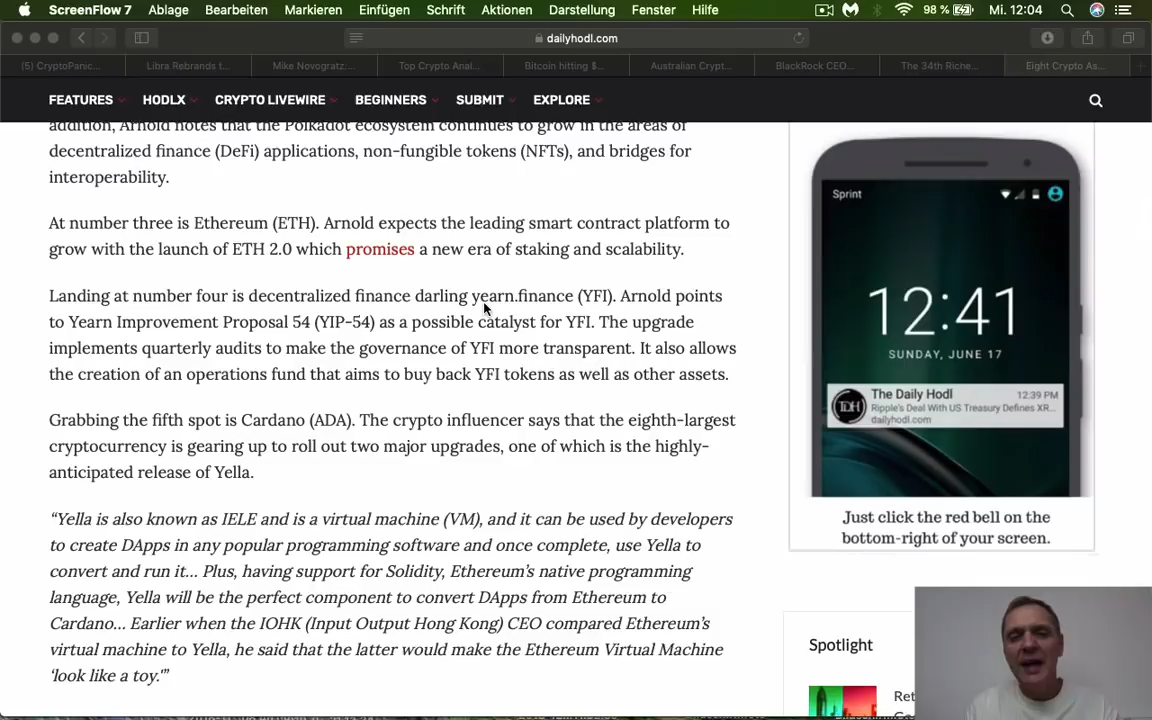 ScreenFlow 7 Ablage Bearbeiten Markieren Einfügen Schrift Aktionen Darstellung Fenster Hilfe 98 % Mi. 12:04
dailyhodl.com
(5) CryptoPanic... Libra Rebrands t... Mike Novogratz:... Top Crypto Anal... Bitcoin hitting $... Australian Crypt... BlackRock CEO... The 34th Riche... Eight Crypto As...
FEATURES HODLX CRYPTO LIVEWIRE BEGINNERS SUBMIT EXPLORE
addition, Arnold notes that the Polkadot ecosystem continues to grow in the areas of
decentralized finance (DeFi) applications, non-fungible tokens (NFTs), and bridges for
interoperability.
At number three is Ethereum (ETH). Arnold expects the leading smart contract platform to
grow with the launch of ETH 2.0 which promises a new era of staking and scalability.
Landing at number four is decentralized finance darling yearn.finance (YFI). Arnold points
to Yearn Improvement Proposal 54 (YIP-54) as a possible catalyst for YFI. The upgrade
implements quarterly audits to make the governance of YFI more transparent. It also allows
the creation of an operations fund that aims to buy back YFI tokens as well as other assets.
Grabbing the fifth spot is Cardano (ADA). The crypto influencer says that the eighth-largest
cryptocurrency is gearing up to roll out two major upgrades, one of which is the highly-
anticipated release of Yella.
“Yella is also known as IELE and is a virtual machine (VM), and it can be used by developers
to create DApps in any popular programming software and once complete, use Yella to
convert and run it… Plus, having support for Solidity, Ethereum’s native programming
language, Yella will be the perfect component to convert DApps from Ethereum to
Cardano… Earlier when the IOHK (Input Output Hong Kong) CEO compared Ethereum’s
virtual machine to Yella, he said that the latter would make the Ethereum Virtual Machine
‘look like a toy.’”
Sprint
12:41
SUNDAY, JUNE 17
The Daily Hodl 12:39 PM
TDH
Ripple's Deal With US Treasury Defines XR...
dailyhodl.com
Just click the red bell on the
bottom-right of your screen.
Spotlight